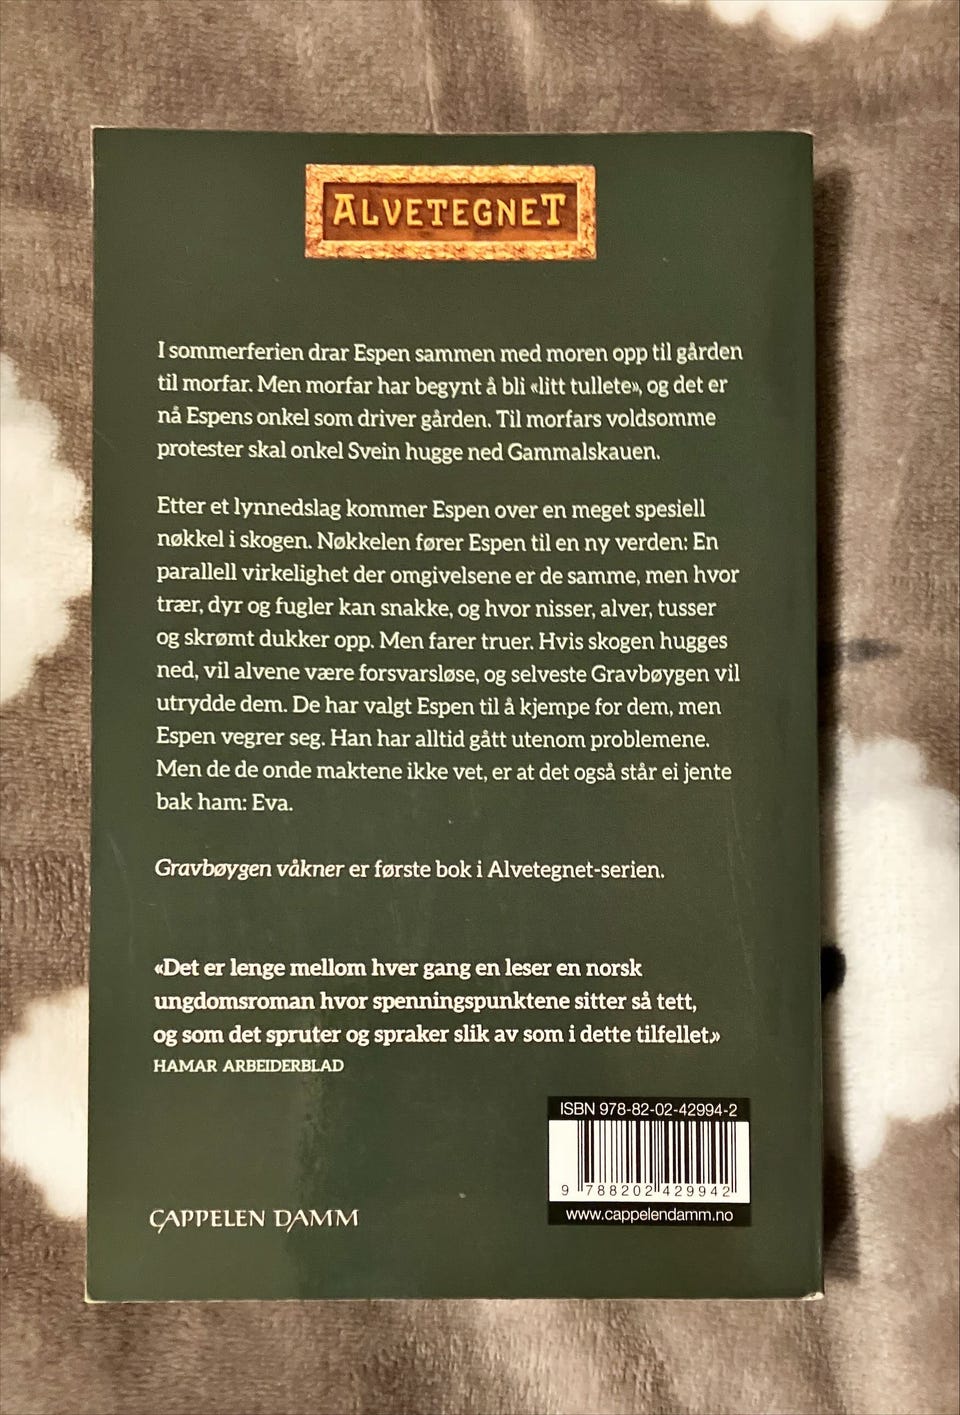 ALVETEGNET
I sommerferien drar Espen sammen med moren opp til gården
til morfar. Men morfar har begynt å bli «litt tullete», og det er
nå Espens onkel som driver gården. Til morfars voldsomme
protester skal onkel Svein hugge ned Gammalskauen.
Etter et lynnedslag kommer Espen over en meget spesiell
nøkkel i skogen. Nøkkelen fører Espen til en ny verden: En
parallell virkelighet der omgivelsene er de samme, men hvor
trær, dyr og fugler kan snakke, og hvor nisser, alver, tusser
og skrømt dukker opp. Men farer truer. Hvis skogen hugges
ned, vil alvene være forsvarsløse, og selveste Gravbøygen vil
utrydde dem. De har valgt Espen til å kjempe for dem, men
Espen vegrer seg. Han har alltid gått utenom problemene.
Men de de onde maktene ikke vet, er at det også står ei jente
bak ham: Eva.
Gravbøygen våkner er første bok i Alvetegnet-serien.
«Det er lenge mellom hver gang en leser en norsk
ungdomsroman hvor spenningspunktene sitter så tett,
og som det spruter og spraker slik av som i dette tilfellet»
HAMAR ARBEIDERBLAD
ISBN 978-82-02-42994-2
9 788202 429942
www.cappelendamm.no
CAPPELEN DAMM